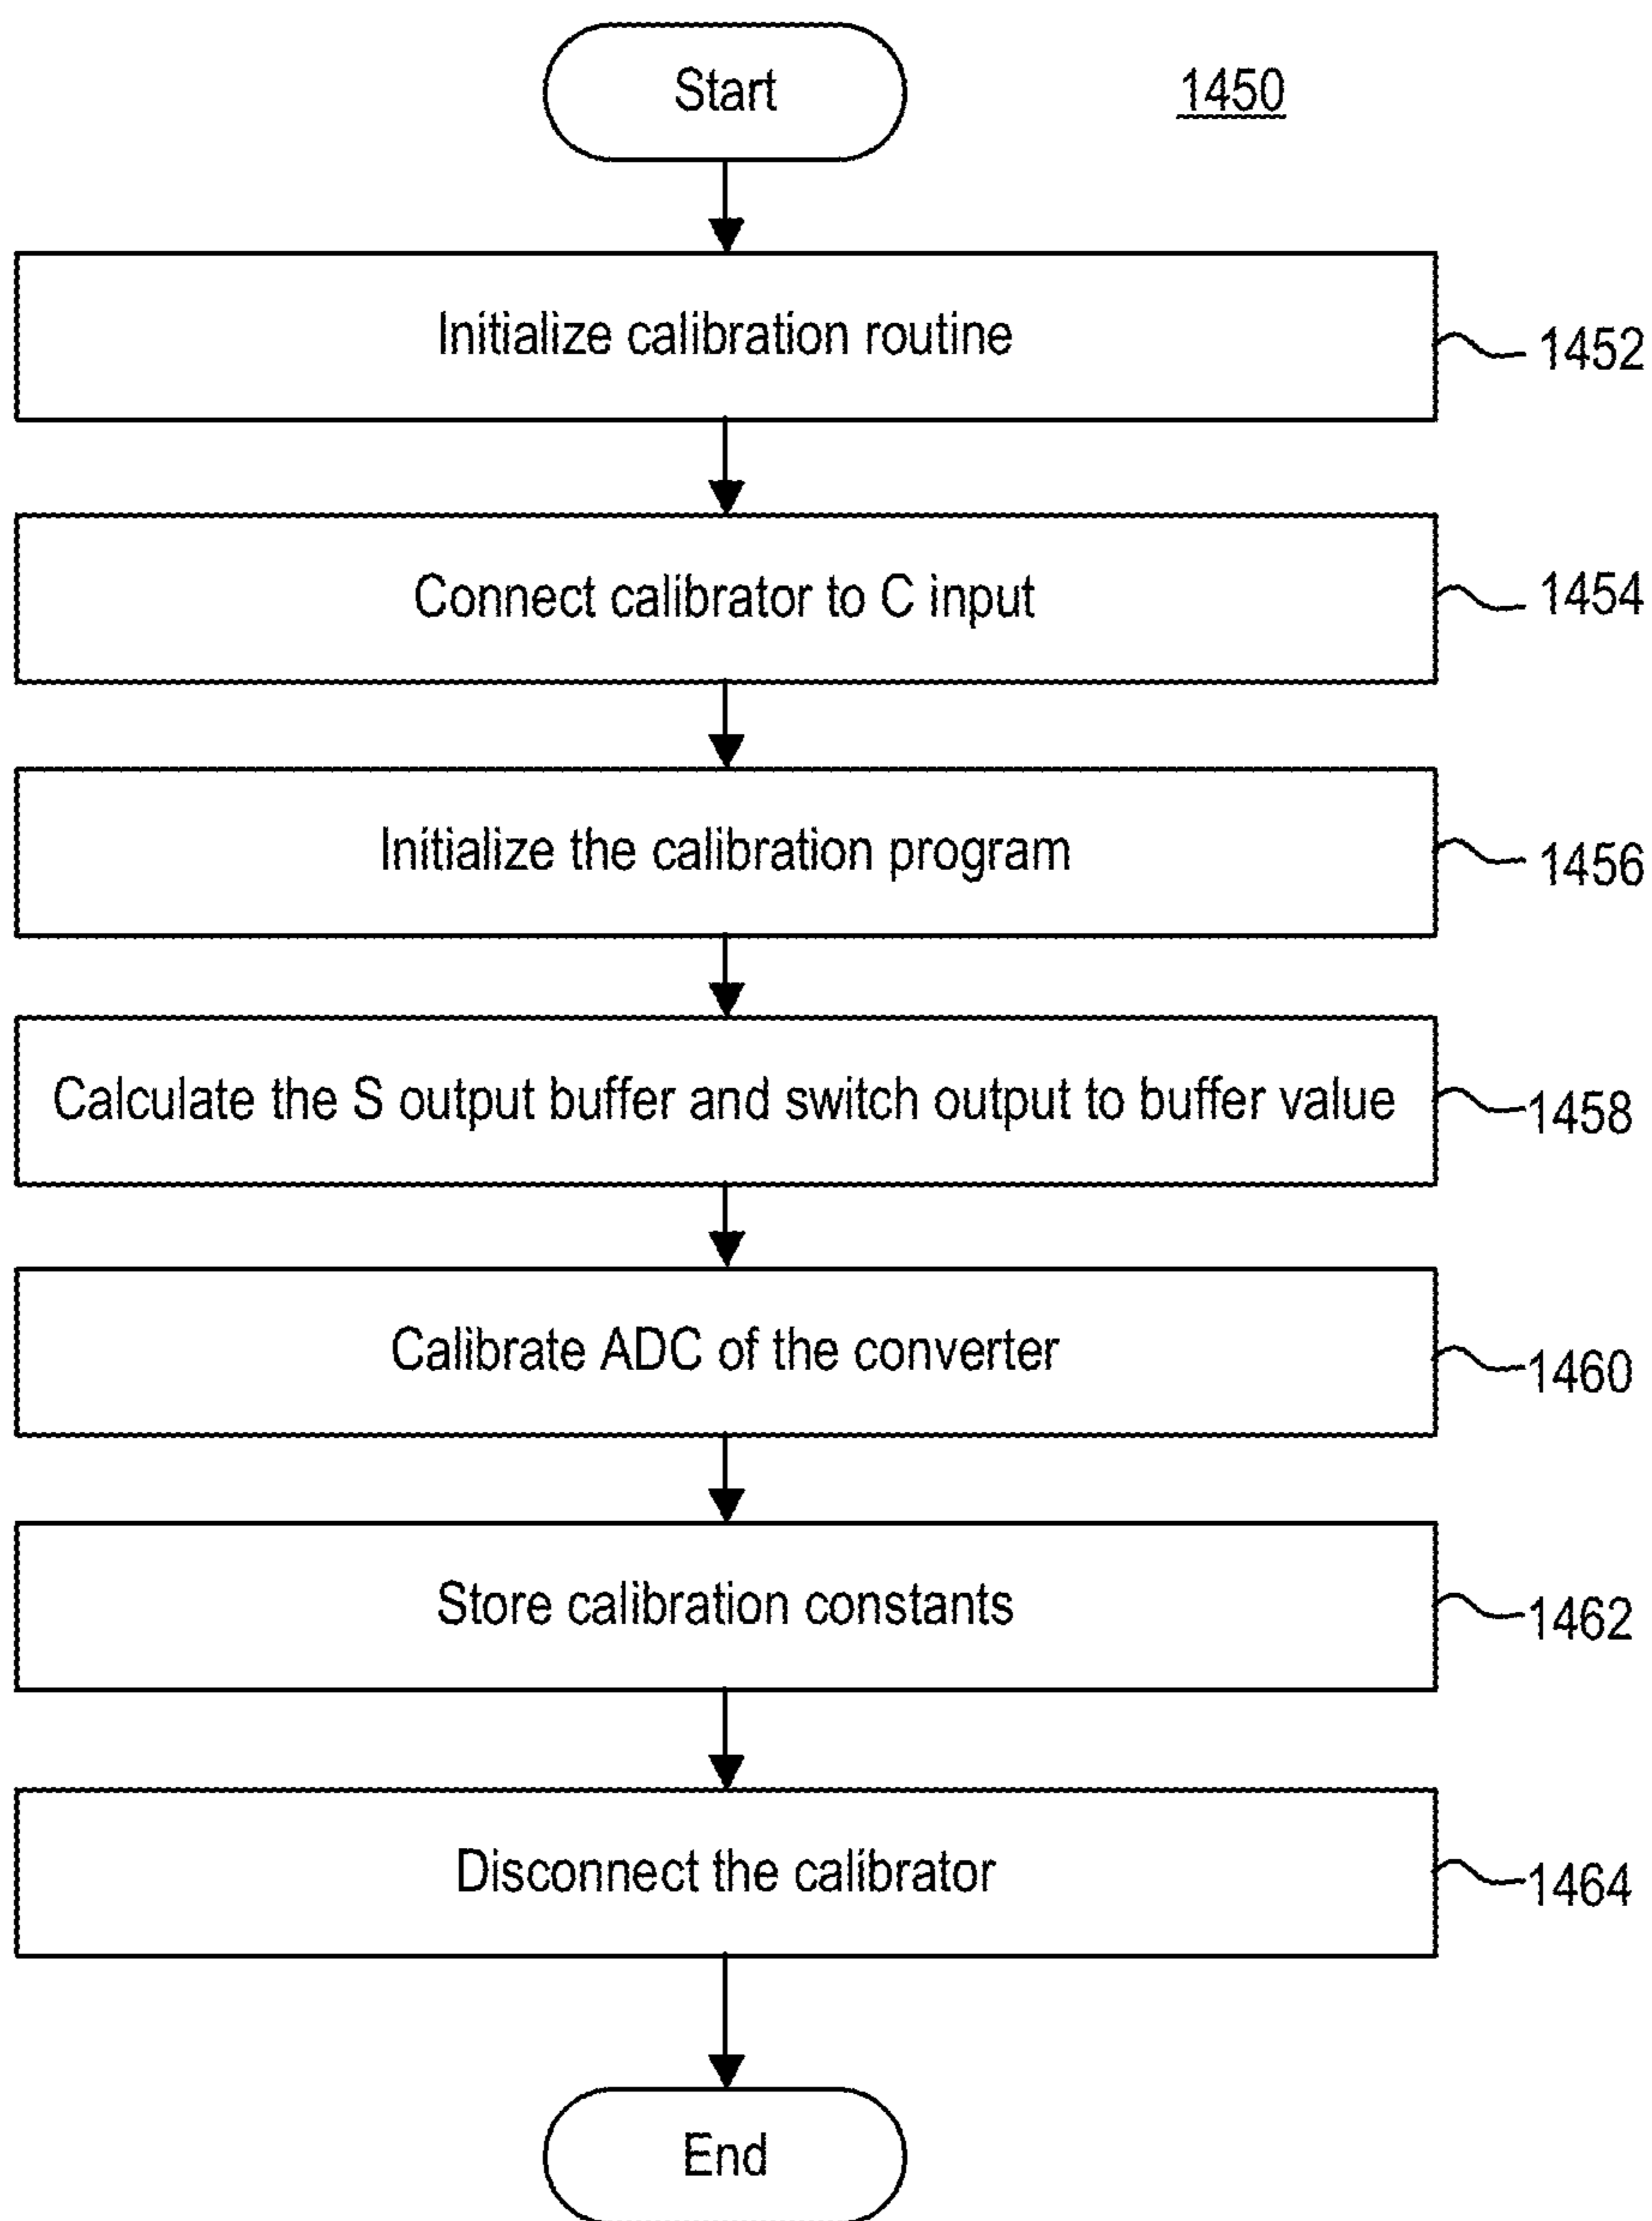 Start
1450
Initialize calibration routine
1452
Connect calibrator to C input
1454
Initialize the calibration program
1456
Calculate the S output buffer and switch output to buffer value
1458
Calibrate ADC of the converter
1460
Store calibration constants
1462
Disconnect the calibrator
1464
End